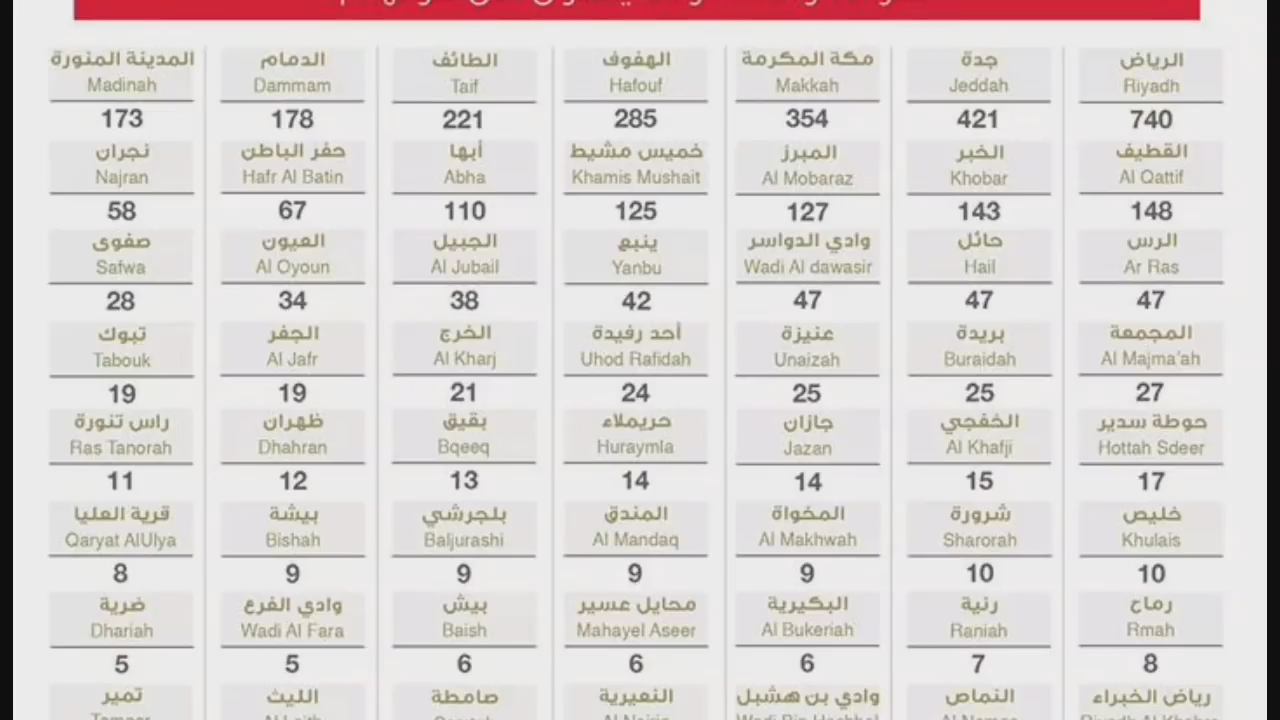 الرياض جدة مكة المكرمة الهفوف الطائف الدمام المدينة المنورة
Riyadh Jeddah Makkah Hafouf Taif Dammam Madinah
740 421 354 285 221 178 173
القطيف الخبر المبرز خميس مشيط أبها حفر الباطن نجران
Al Qattif Khobar Al Mobaraz Khamis Mushait Abha Hafr Al Batin Najran
148 143 127 125 110 67 58
الرس حائل وادي الدواسر ينبع الجبيل العيون صفوى
Ar Ras Hail Wadi Al dawasir Yanbu Al Jubail Al Oyoun Safwa
47 47 47 42 38 34 28
المجمعة بريدة عنيزة أحد رفيدة الخرج الجفر تبوك
Al Majma'ah Buraidah Unaizah Uhod Rafidah Al Kharj Al Jafr Tabouk
27 25 25 24 21 19 19
حوطة سدير الخفجي جازان حريملاء بقيق ظهران راس تنورة
Hottah Sdeer Al Khafji Jazan Huraymla Bqeeq Dhahran Ras Tanorah
17 15 14 14 13 12 11
خليص شرورة المخواة المندق بلجرشي بيشة قرية العليا
Khulais Sharorah Al Makhwah Al Mandaq Baljurashi Bishah Qaryat AlUlya
10 10 9 9 9 9 8
رماح رنية البكيرية محايل عسير بيش وادي الفرع ضرية
Rmah Raniah Al Bukeriah Mahayel Aseer Baish Wadi Al Fara Dhariah
8 7 6 6 6 5 5
رياض الخبراء النماص وادي بن هشبل النعيرية صامطة الليث تمير